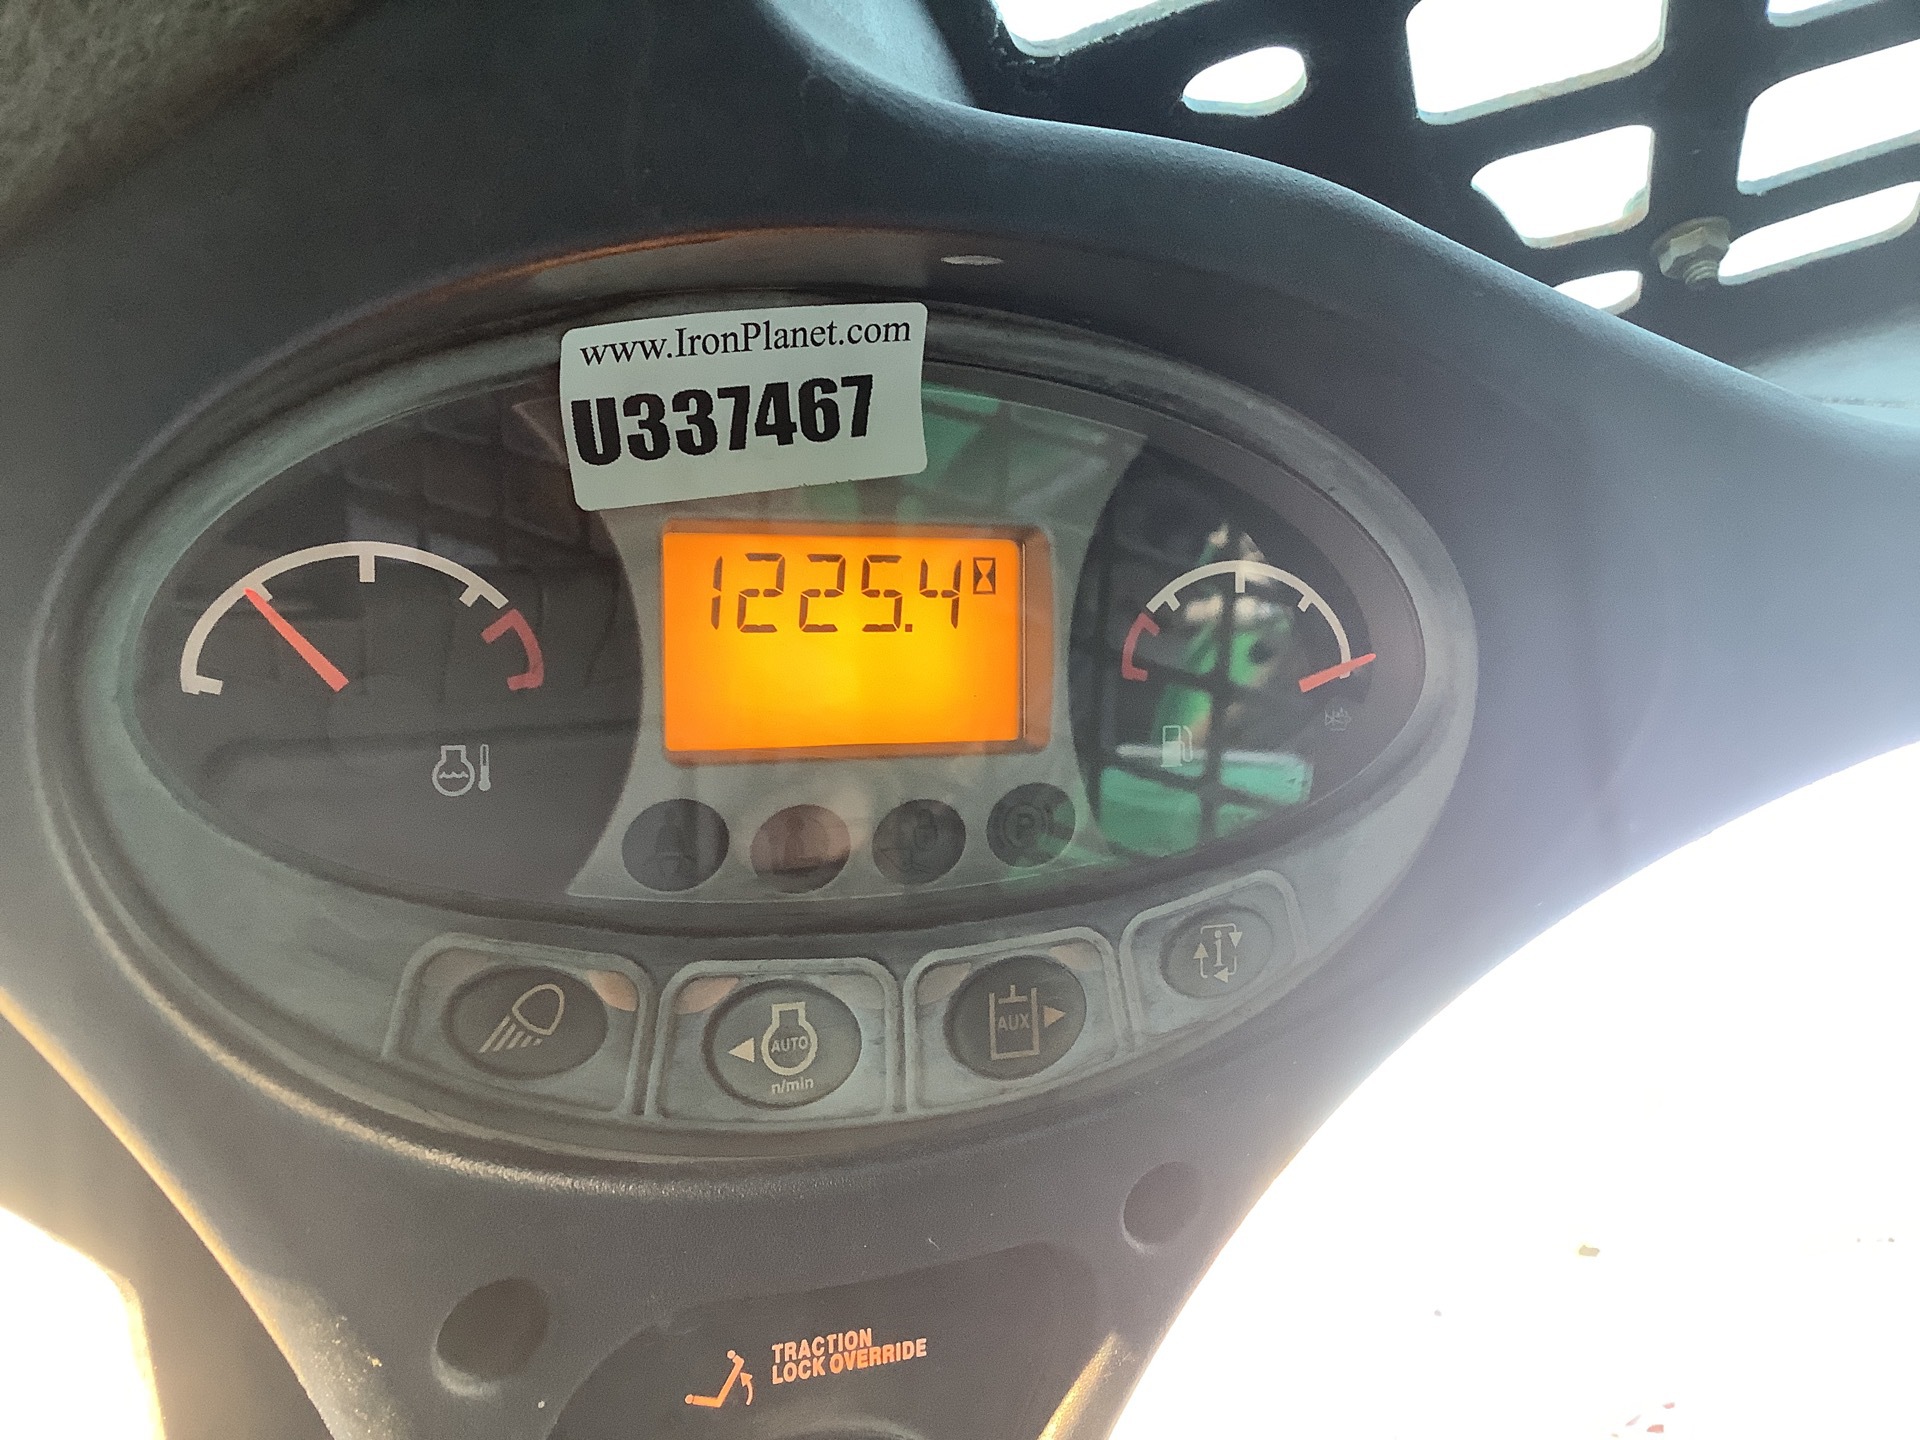 www.IronPlanet.com
U337467
1225.4
P
AUTO
n/min
AUX
i
TRACTION
LOCK OVERRIDE